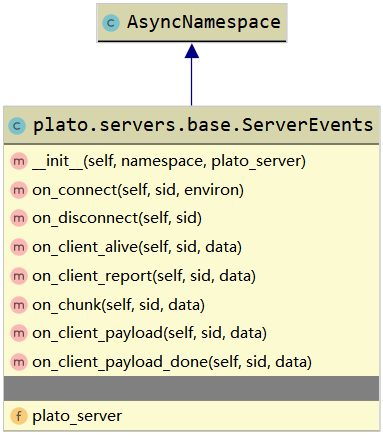 C AsyncNamespace
C plato.servers.base.ServerEvents
m __init__(self, namespace, plato_server)
m on_connect(self, sid, environ)
m on_disconnect(self, sid)
m on_client_alive(self, sid, data)
m on_client_report(self, sid, data)
m on_chunk(self, sid, data)
m on_client_payload(self, sid, data)
m on_client_payload_done(self, sid, data)
f plato_server